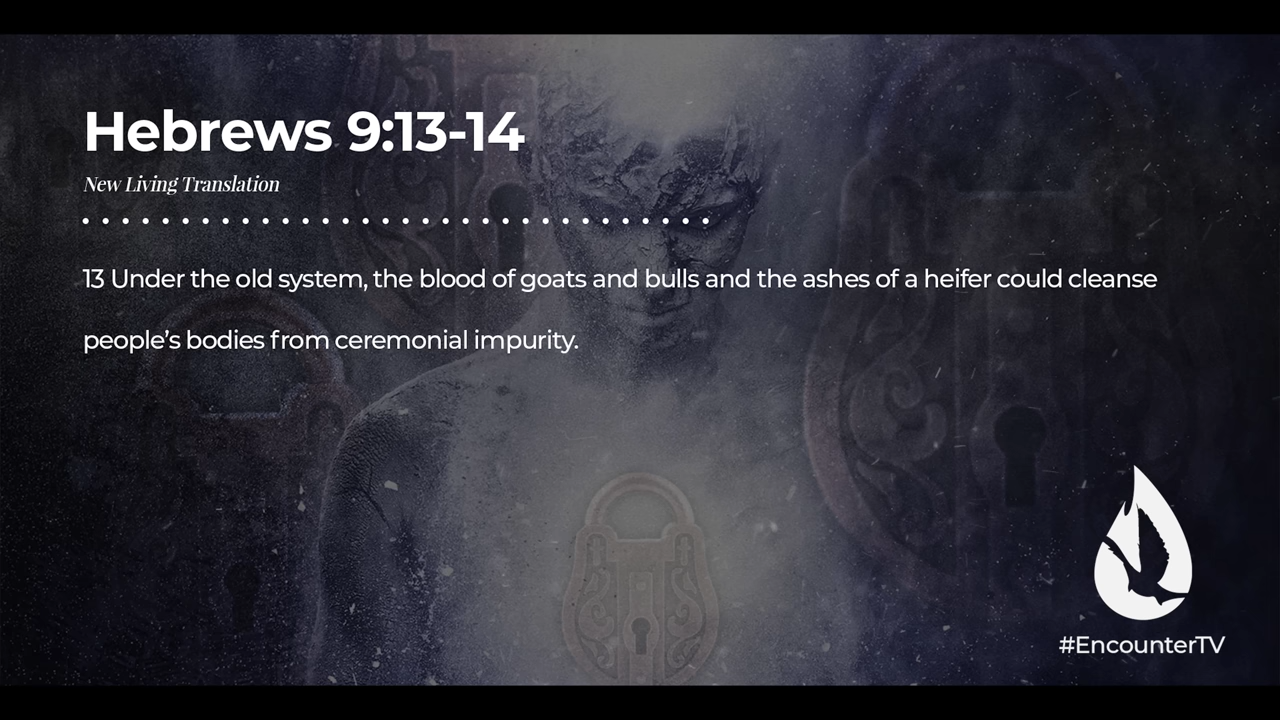 Hebrews 9:13-14
New Living Translation
13 Under the old system, the blood of goats and bulls and the ashes of a heifer could cleanse
people’s bodies from ceremonial impurity.
#EncounterTV